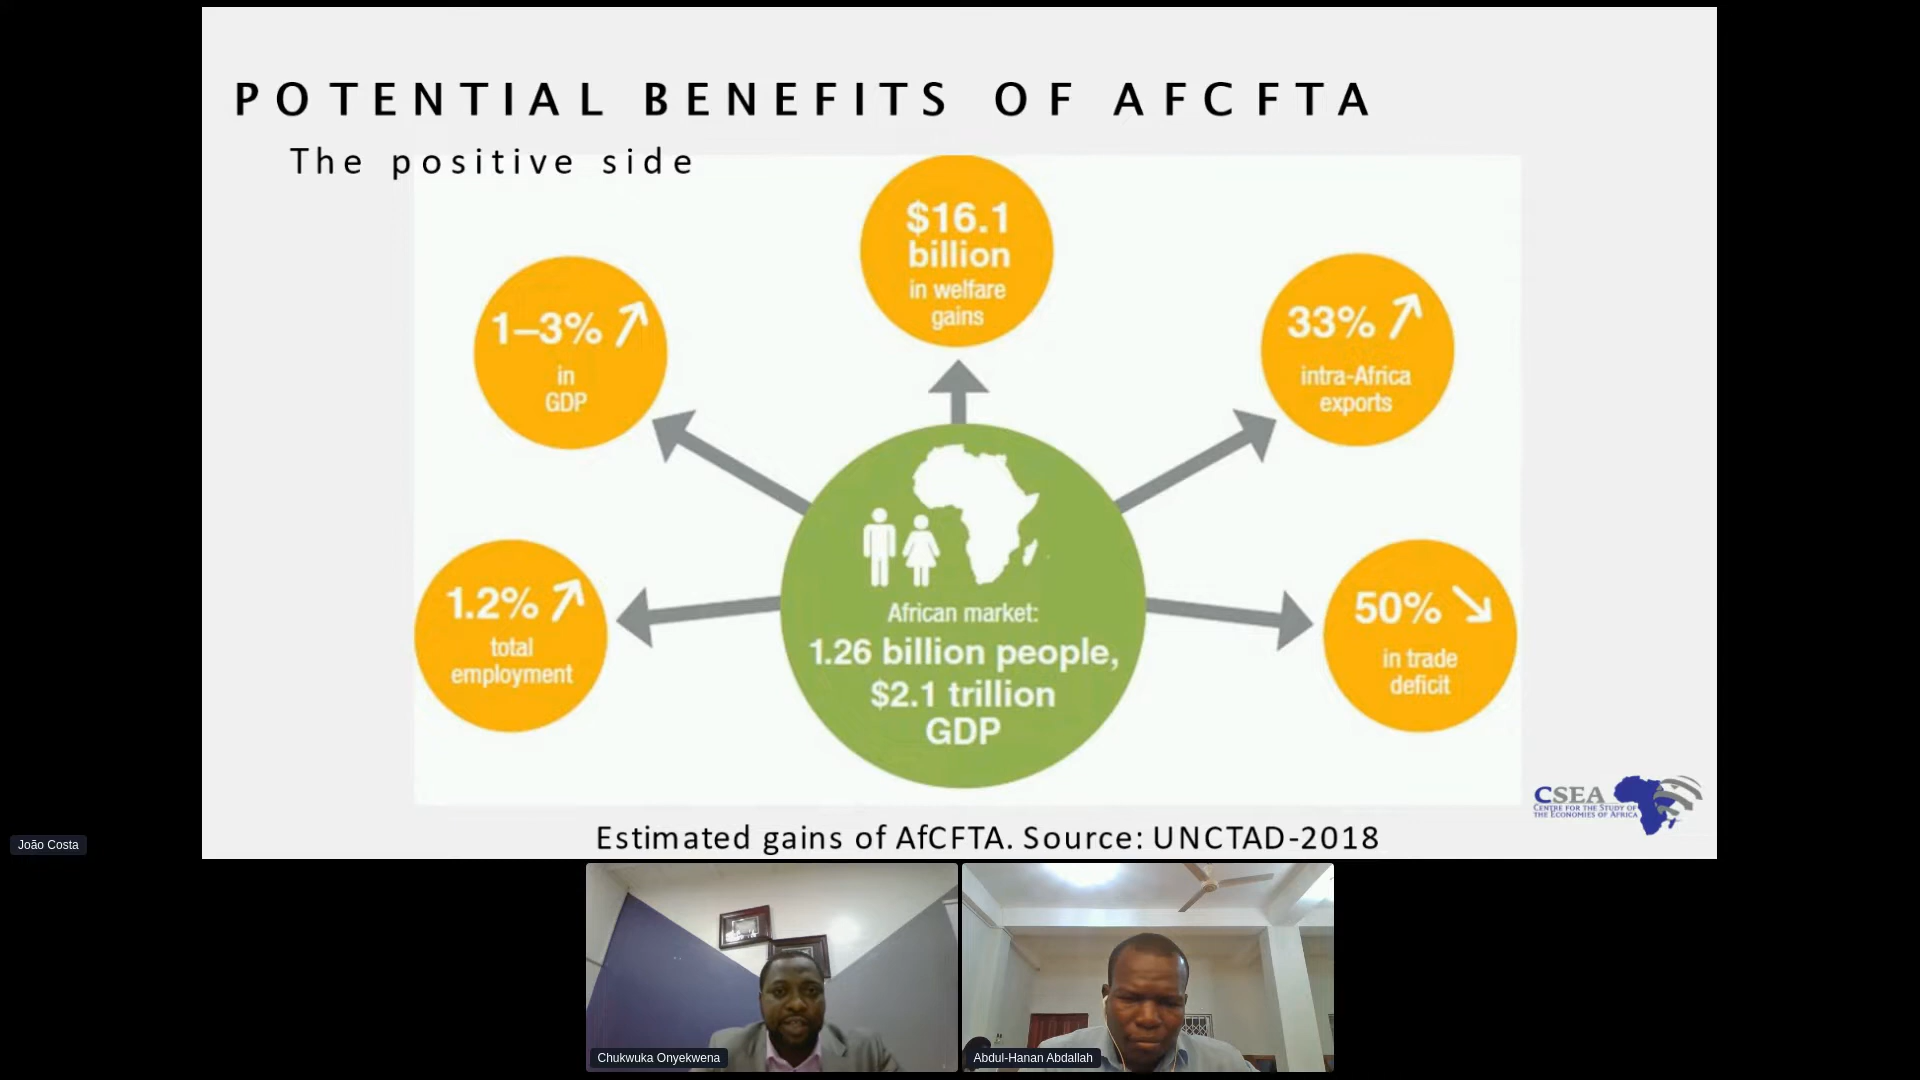 POTENTIAL BENEFITS OF AFCFTA
The positive side
$16.1
billion
in welfare
gains
1–3%
in
GDP
33%
intra-Africa
exports
1.2%
total
employment
50%
in trade
deficit
African market:
1.26 billion people,
$2.1 trillion
GDP
CSEA
CENTRE FOR THE STUDY OF
THE ECONOMIES OF AFRICA
Estimated gains of AfCFTA. Source: UNCTAD-2018
João Costa
Chukwuka Onyekwena
Abdul-Hanan Abdallah